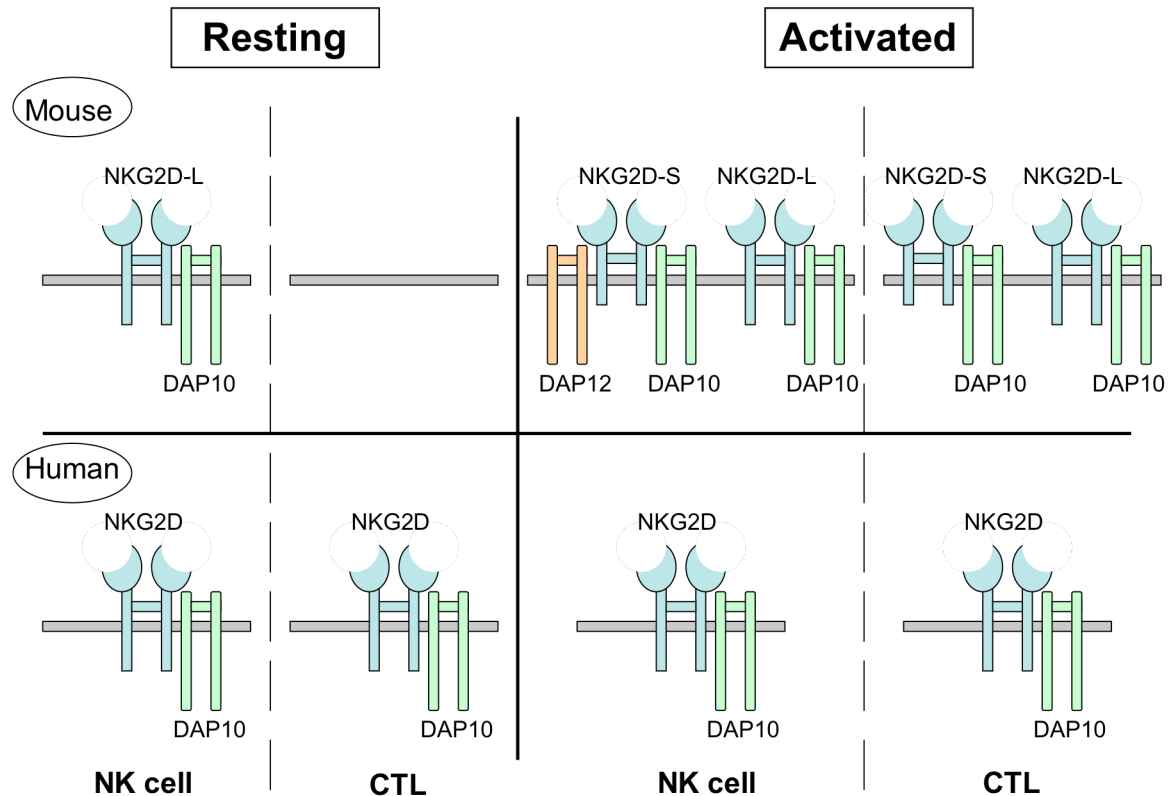 Resting
Activated
Mouse
NKG2D-L
NKG2D-S
NKG2D-L
NKG2D-S
NKG2D-L
DAP10
DAP12
DAP10
DAP10
DAP10
DAP10
Human
NKG2D
NKG2D
NKG2D
NKG2D
DAP10
DAP10
DAP10
DAP10
NK cell
CTL
NK cell
CTL